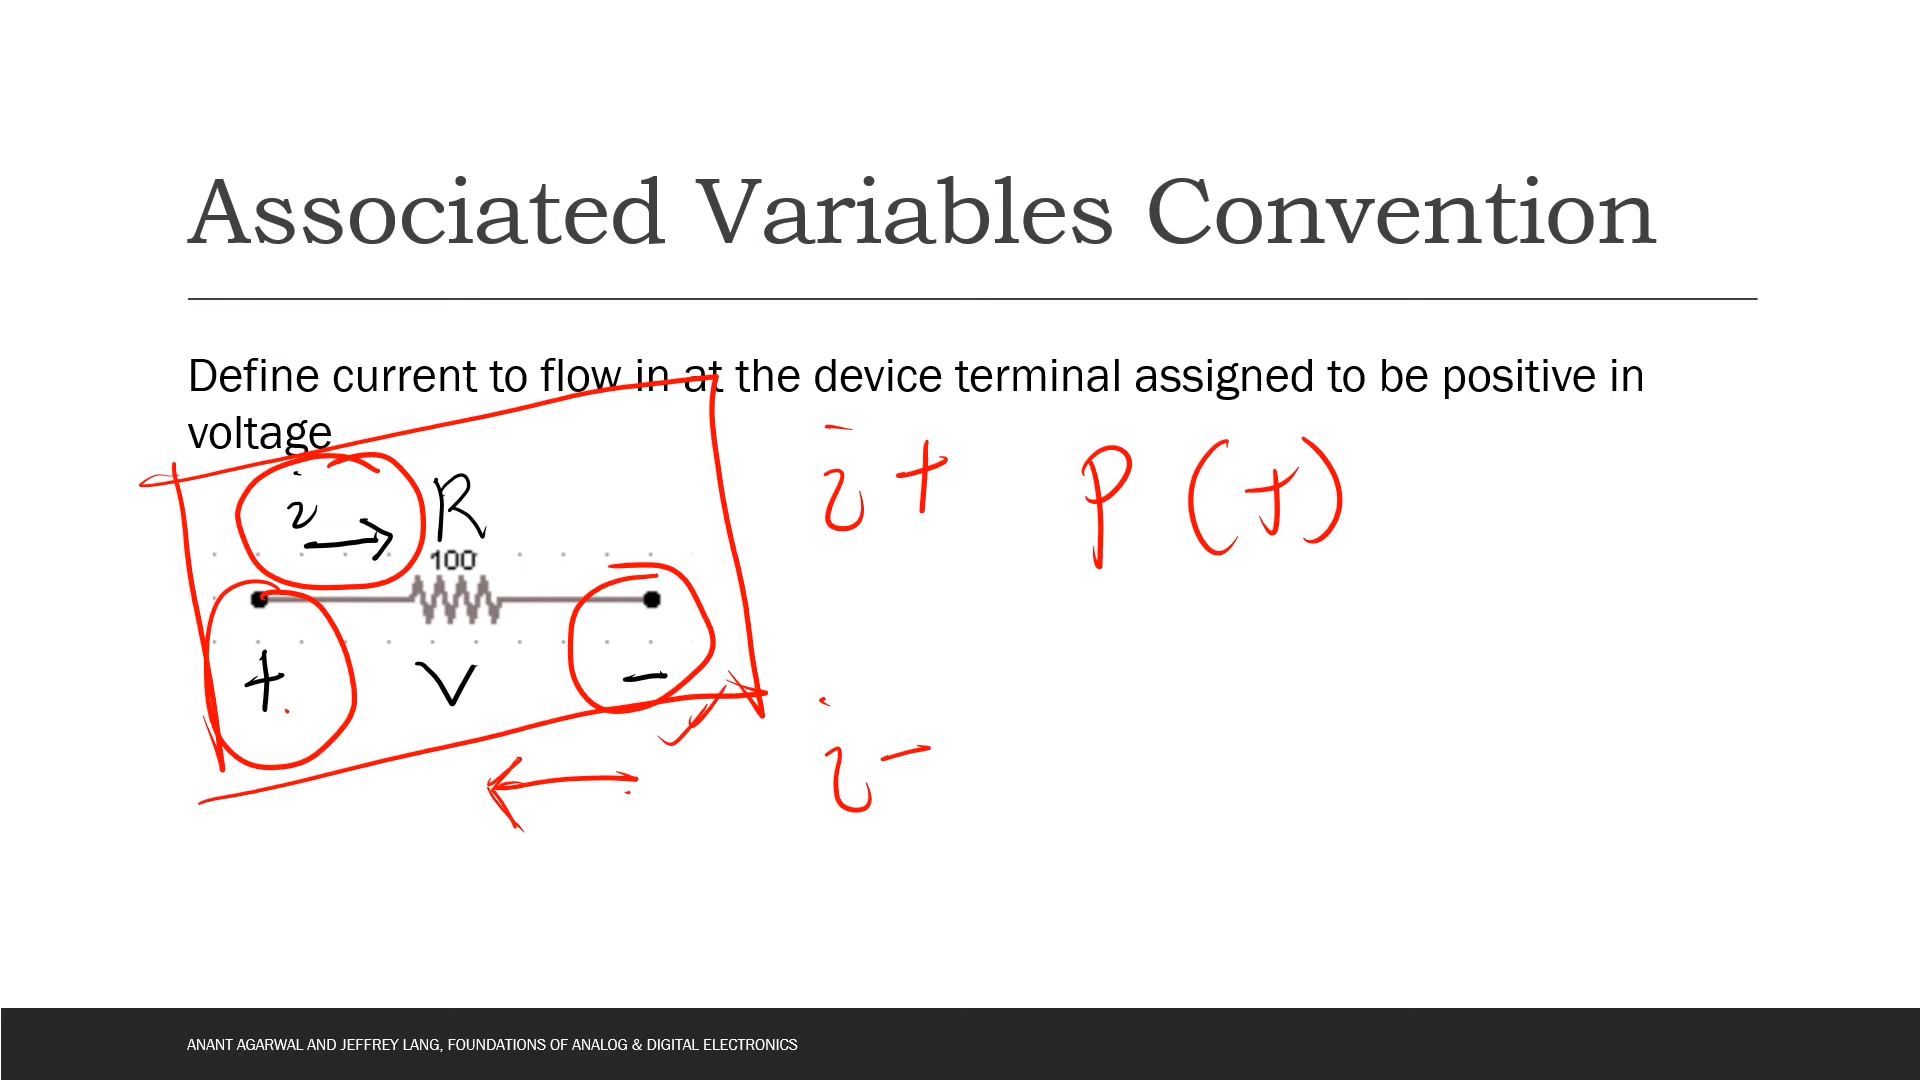 Associated Variables Convention
Define current to flow in at the device terminal assigned to be positive in
voltage
i + P (+)
i R
100
+ V -
i -
ANANT AGARWAL AND JEFFREY LANG, FOUNDATIONS OF ANALOG & DIGITAL ELECTRONICS